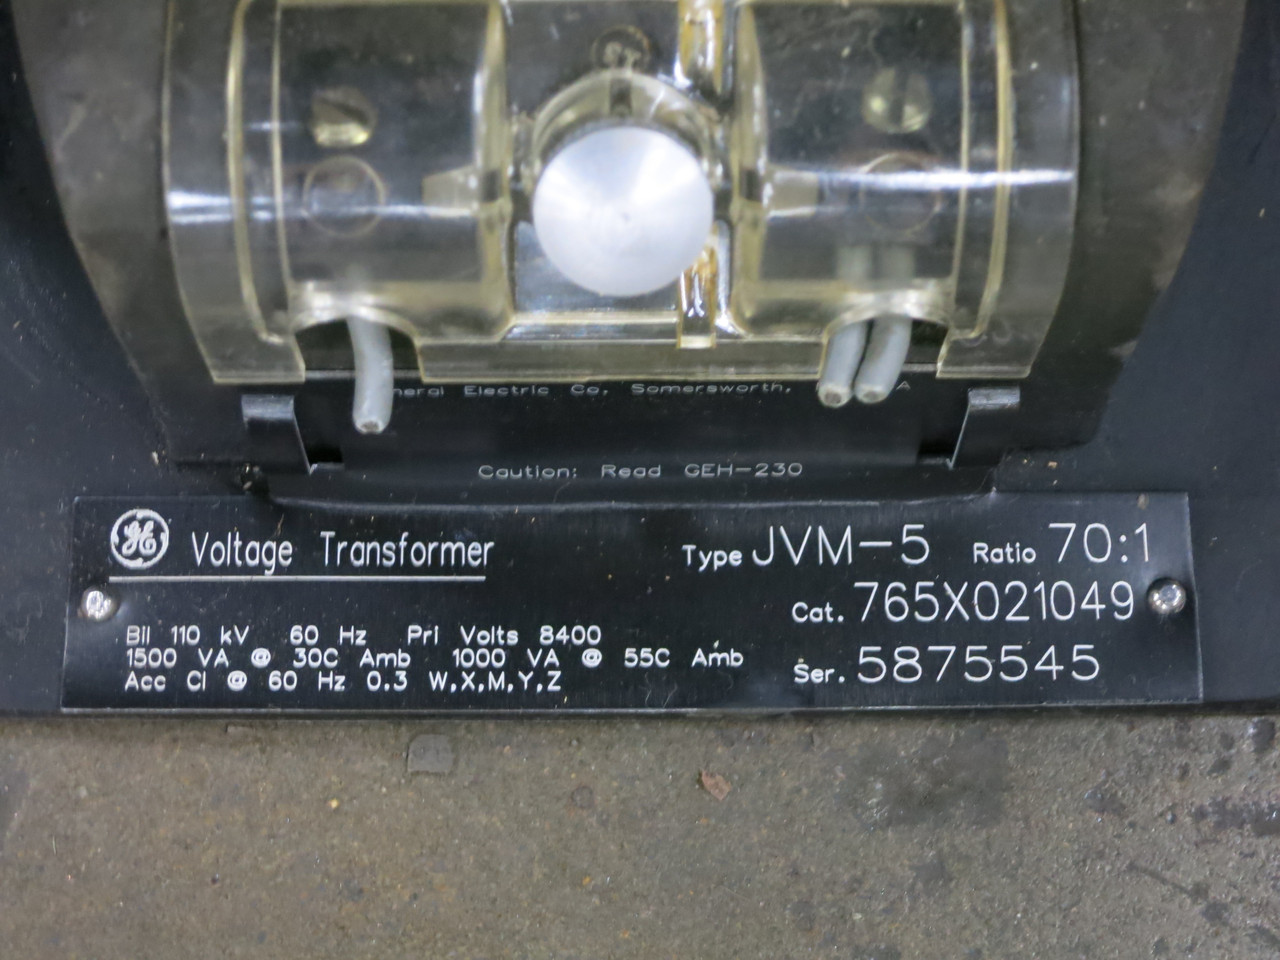 Electric Co. Somersworth,
Caution: Read GEH-230
GE Voltage Transformer
Type JVM-5 Ratio 70:1
Cat. 765X021049
Bil 110 kV 60 Hz Pri Volts 8400
1500 VA @ 30C Amb 1000 VA @ 55C Amb
Acc Cl @ 60 Hz 0.3 W,X,M,Y,Z
Ser. 5875545